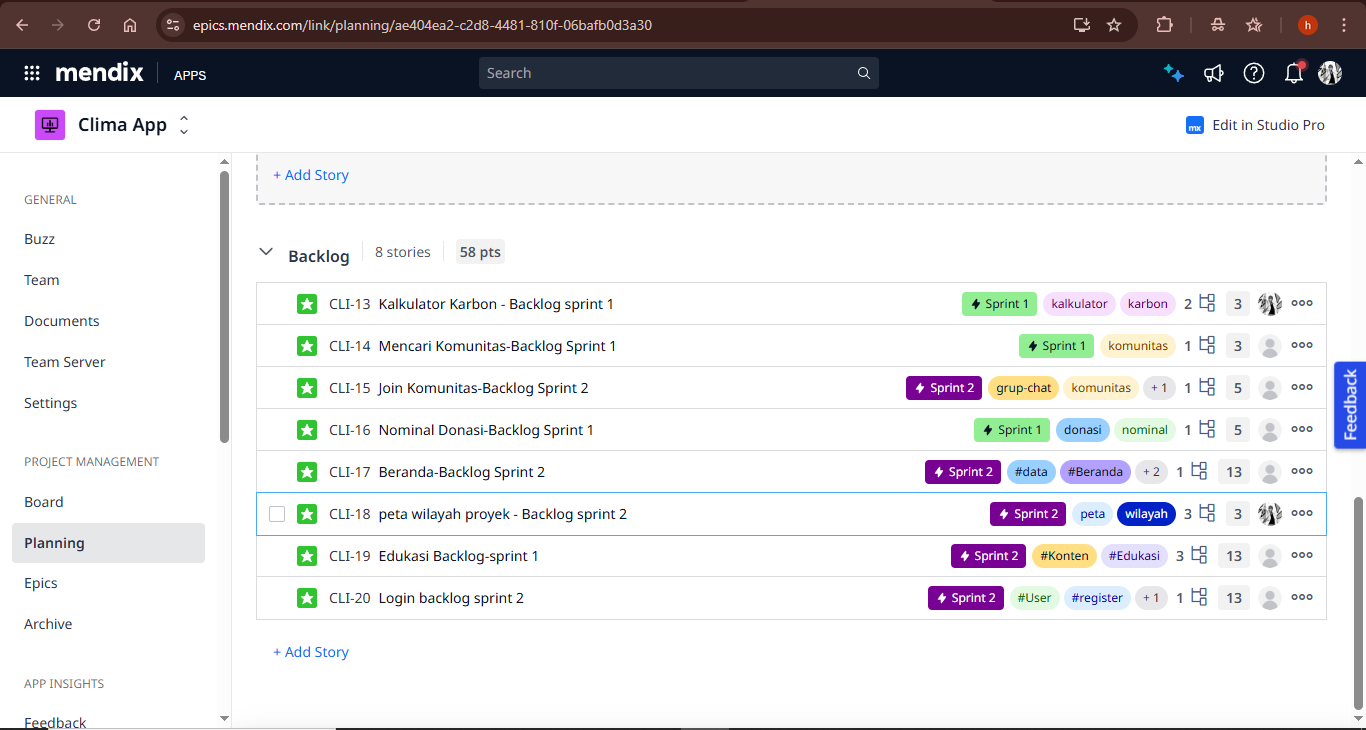 epics.mendix.com/link/planning/ae404ea2-c2d8-4481-810f-06bafb0d3a30
h
mendix APPS Search
Clima App
mx Edit in Studio Pro
GENERAL
Buzz
Team
Documents
Team Server
Settings
PROJECT MANAGEMENT
Board
Planning
Epics
Archive
APP INSIGHTS
Feedback
+ Add Story
Backlog 8 stories 58 pts
CLI-13 Kalkulator Karbon - Backlog sprint 1 Sprint 1 kalkulator karbon 2 3
CLI-14 Mencari Komunitas-Backlog Sprint 1 Sprint 1 komunitas 1 3
CLI-15 Join Komunitas-Backlog Sprint 2 Sprint 2 grup-chat komunitas + 1 1 5
CLI-16 Nominal Donasi-Backlog Sprint 1 Sprint 1 donasi nominal 1 5
CLI-17 Beranda-Backlog Sprint 2 Sprint 2 #data #Beranda + 2 1 13
CLI-18 peta wilayah proyek - Backlog sprint 2 Sprint 2 peta wilayah 3 3
CLI-19 Edukasi Backlog-sprint 1 Sprint 2 #Konten #Edukasi 3 13
CLI-20 Login backlog sprint 2 Sprint 2 #User #register + 1 1 13
+ Add Story
Feedback